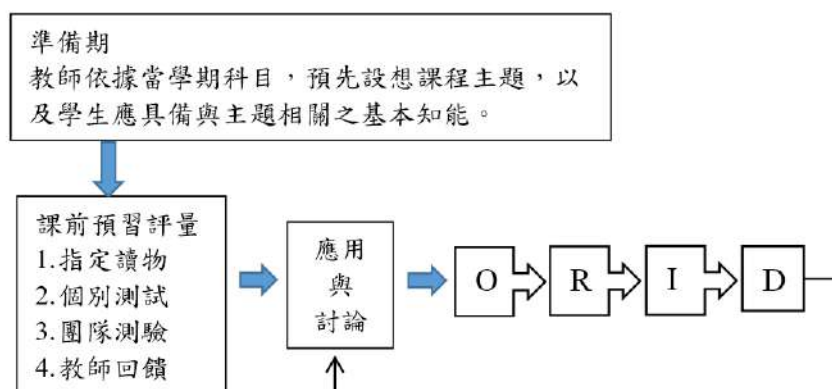 準備期
教師依據當學期科目，預先設想課程主題，以
及學生應具備與主題相關之基本知能。
課前預習評量
1.指定讀物
2.個別測試
3.團隊測驗
4.教師回饋
應用
與
討論
O
R
I
D